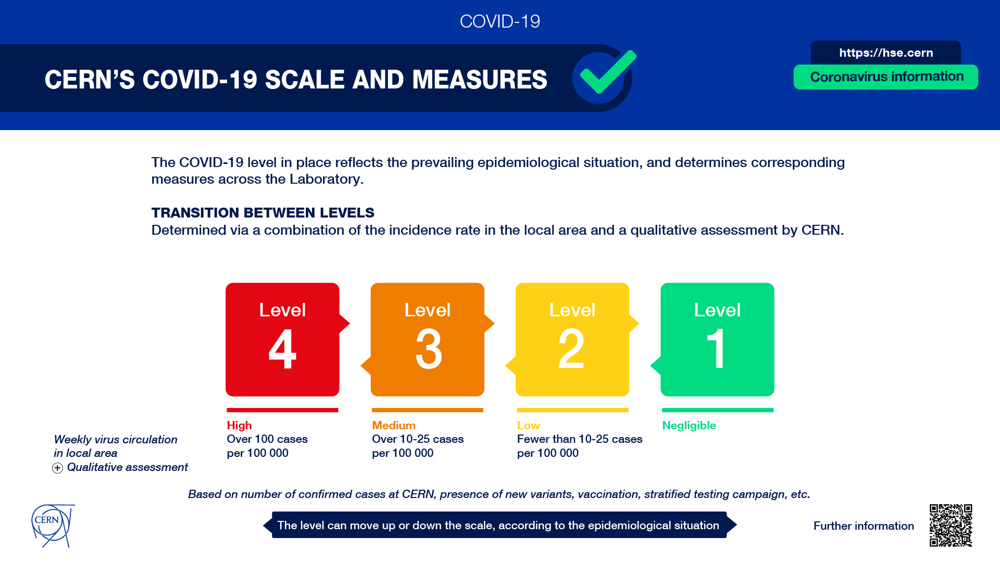 COVID-19
CERN’S COVID-19 SCALE AND MEASURES
https://hse.cern
Coronavirus information
The COVID-19 level in place reflects the prevailing epidemiological situation, and determines corresponding
measures across the Laboratory.
TRANSITION BETWEEN LEVELS
Determined via a combination of the incidence rate in the local area and a qualitative assessment by CERN.
Level
4
Level
3
Level
2
Level
1
Weekly virus circulation
in local area
+ Qualitative assessment
High
Over 100 cases
per 100 000
Medium
Over 10-25 cases
per 100 000
Low
Fewer than 10-25 cases
per 100 000
Negligible
Based on number of confirmed cases at CERN, presence of new variants, vaccination, stratified testing campaign, etc.
CERN
The level can move up or down the scale, according to the epidemiological situation
Further information